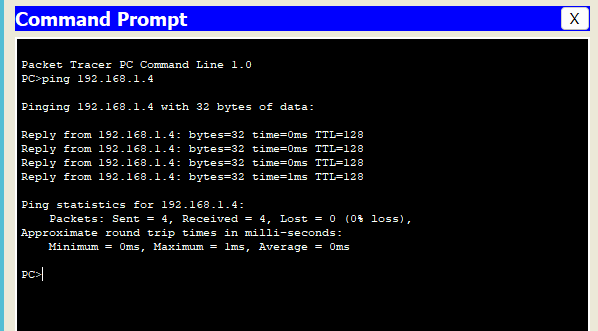 Command Prompt
X
Packet Tracer PC Command Line 1.0
PC>ping 192.168.1.4
Pinging 192.168.1.4 with 32 bytes of data:
Reply from 192.168.1.4: bytes=32 time=0ms TTL=128
Reply from 192.168.1.4: bytes=32 time=0ms TTL=128
Reply from 192.168.1.4: bytes=32 time=0ms TTL=128
Reply from 192.168.1.4: bytes=32 time=1ms TTL=128
Ping statistics for 192.168.1.4:
Packets: Sent = 4, Received = 4, Lost = 0 (0% loss),
Approximate round trip times in milli-seconds:
Minimum = 0ms, Maximum = 1ms, Average = 0ms
PC>